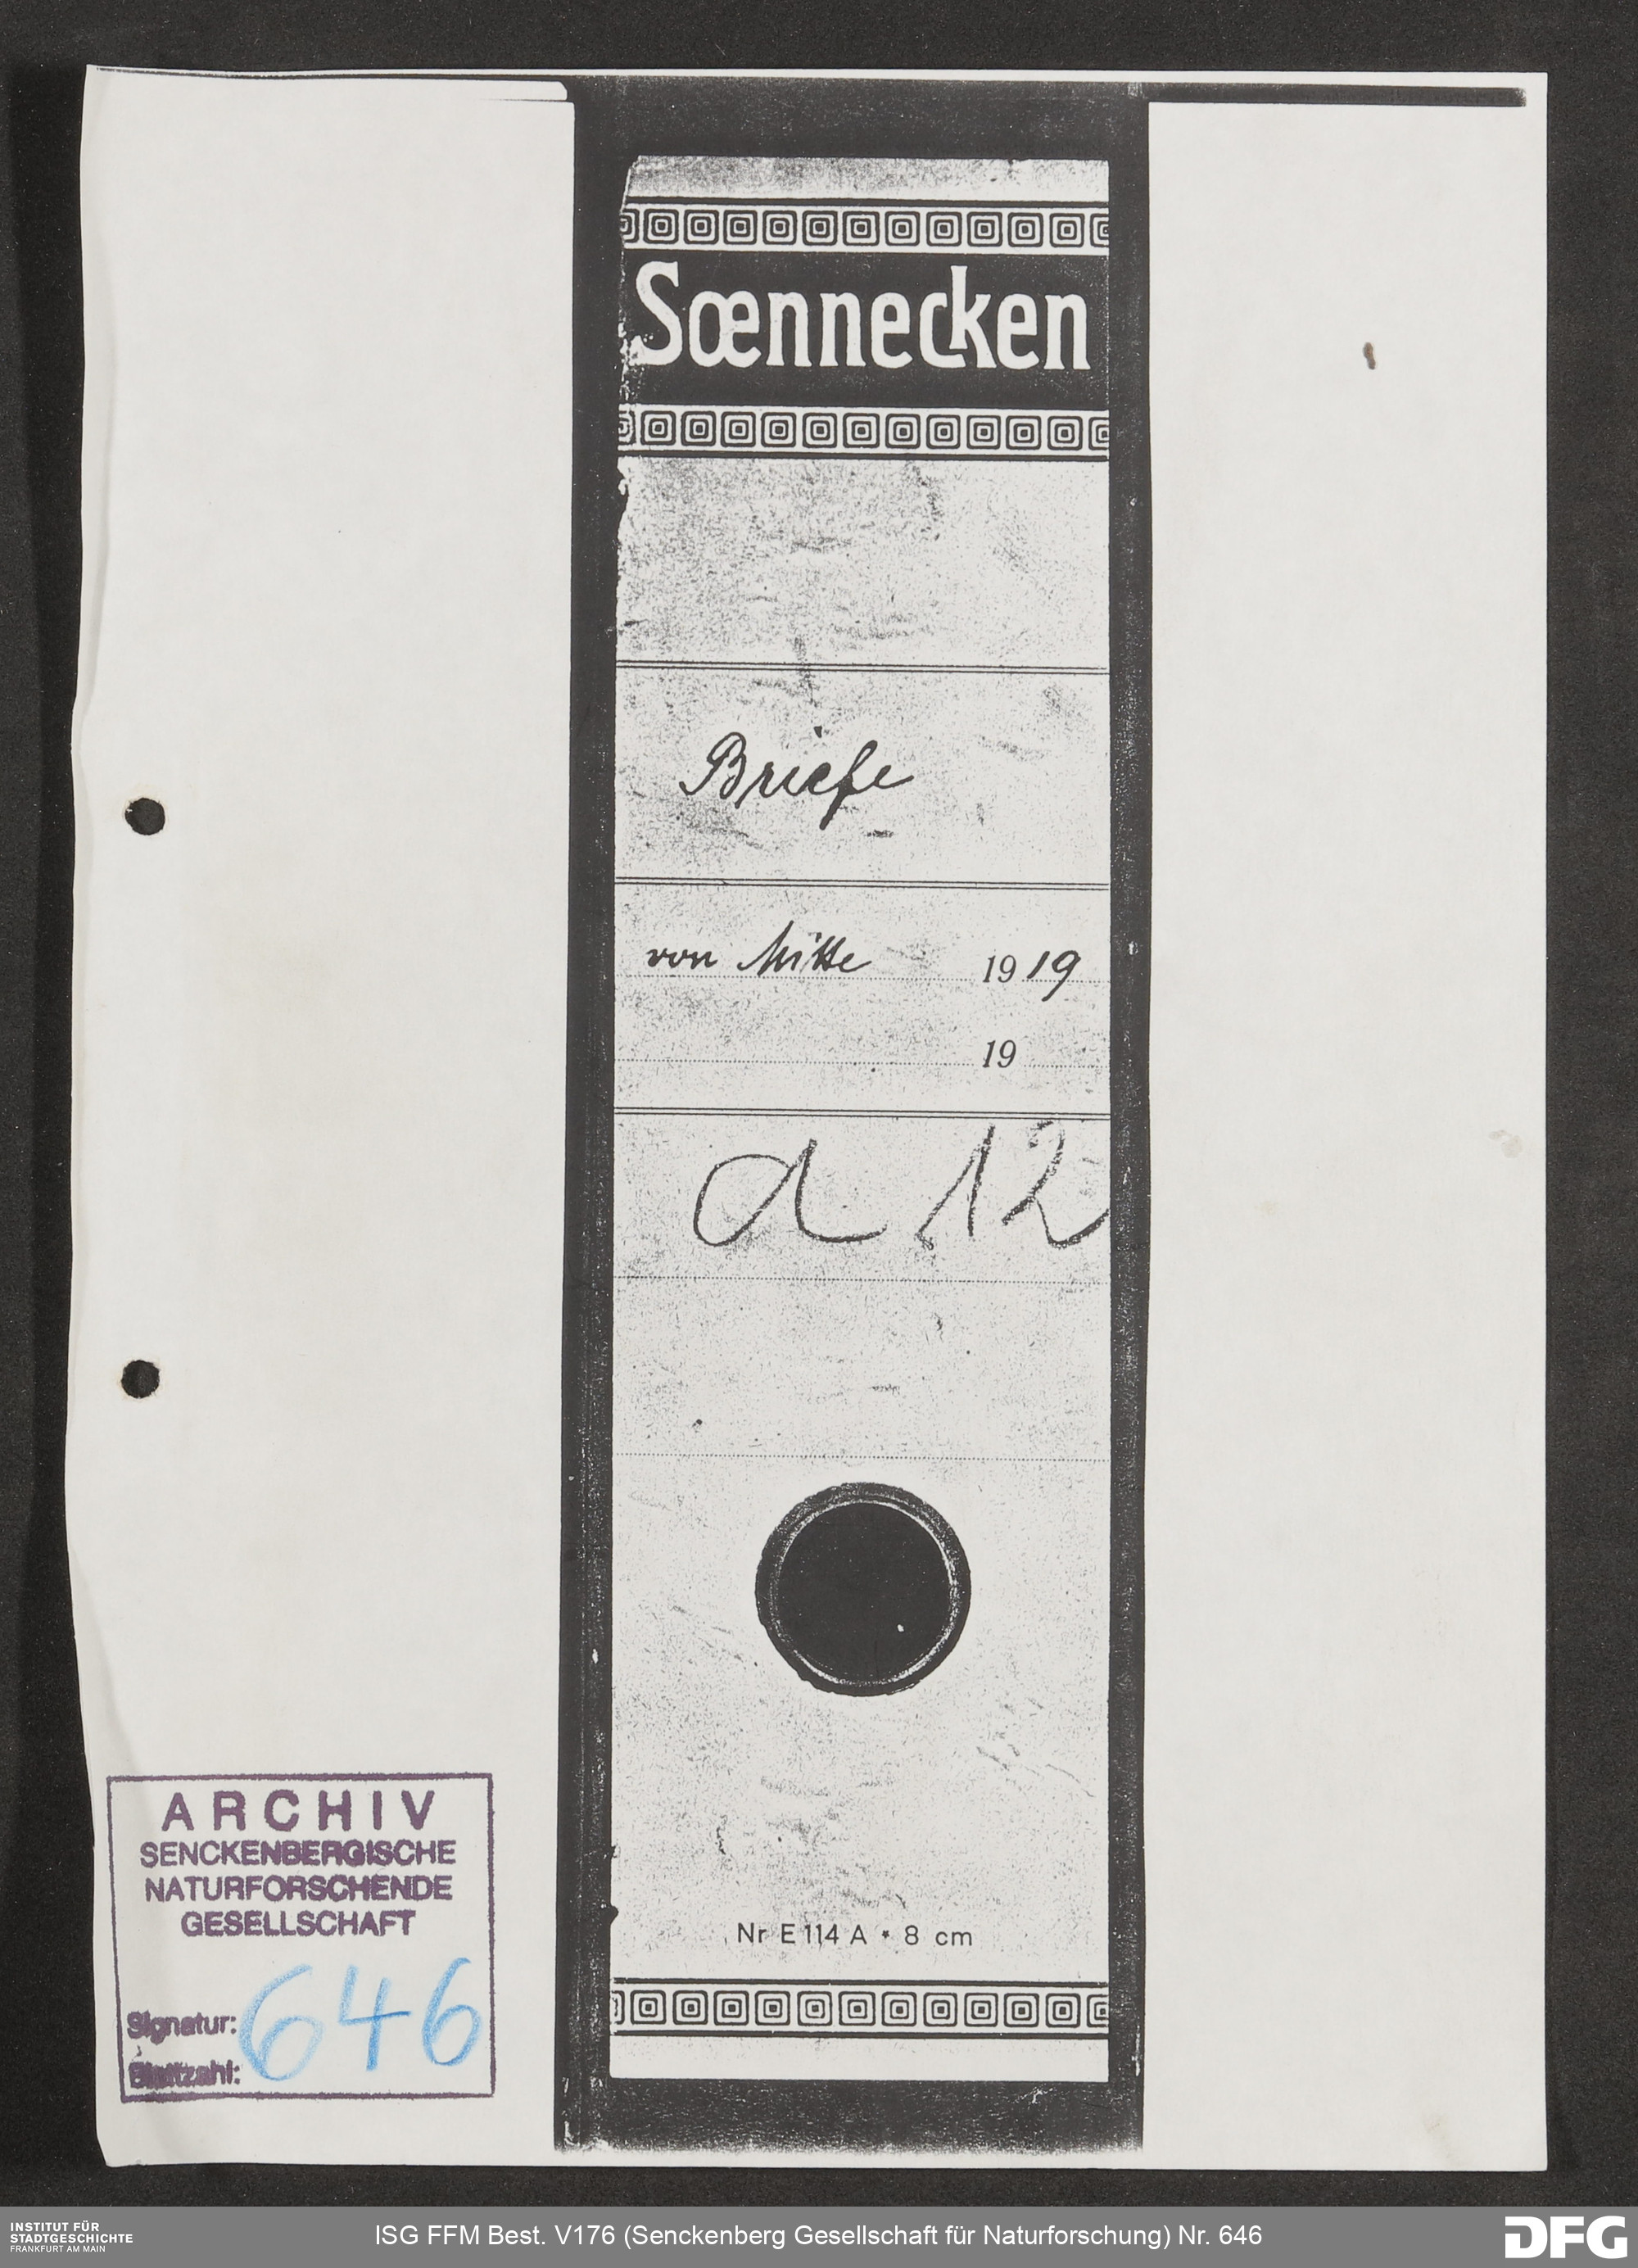 Sœnnecken
Briefe
von Mitte 1919
19
a 12
Nr E 114 A * 8 cm
ARCHIV
SENCKENBERGISCHE
NATURFORSCHENDE
GESELLSCHAFT
Signatur: 646
Blattzahl:
INSTITUT FÜR
STADTGESCHICHTE
FRANKFURT AM MAIN
ISG FFM Best. V176 (Senckenberg Gesellschaft für Naturforschung) Nr. 646
DFG